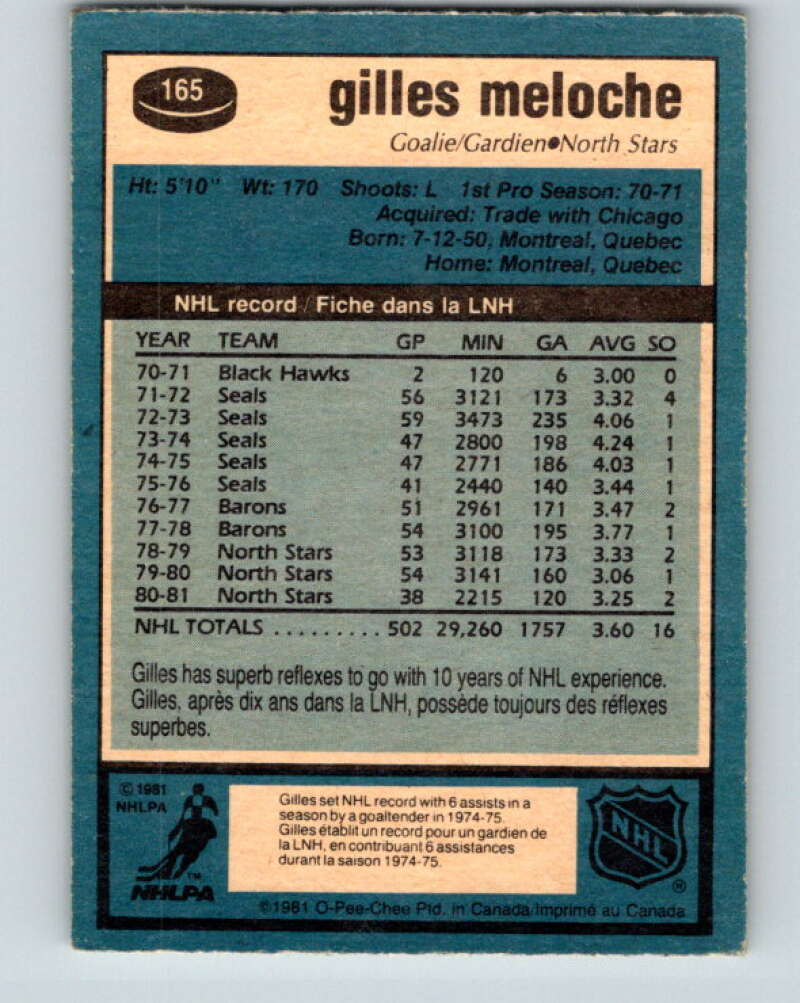 165
gilles meloche
Goalie/Gardien•North Stars
Ht: 5'10" Wt: 170 Shoots: L 1st Pro Season: 70-71
Acquired: Trade with Chicago
Born: 7-12-50, Montreal, Quebec
Home: Montreal, Quebec
NHL record / Fiche dans la LNH
YEAR TEAM GP MIN GA AVG SO
70-71 Black Hawks 2 120 6 3.00 0
71-72 Seals 56 3121 173 3.32 4
72-73 Seals 59 3473 235 4.06 1
73-74 Seals 47 2800 198 4.24 1
74-75 Seals 47 2771 186 4.03 1
75-76 Seals 41 2440 140 3.44 1
76-77 Barons 51 2961 171 3.47 2
77-78 Barons 54 3100 195 3.77 1
78-79 North Stars 53 3118 173 3.33 2
79-80 North Stars 54 3141 160 3.06 1
80-81 North Stars 38 2215 120 3.25 2
NHL TOTALS ......... 502 29,260 1757 3.60 16
Gilles has superb reflexes to go with 10 years of NHL experience.
Gilles, après dix ans dans la LNH, possède toujours des réflexes
superbes.
© 1981
NHLPA
TM
NHLPA
Gilles set NHL record with 6 assists in a
season by a goaltender in 1974-75.
Gilles établit un record pour un gardien de
la LNH, en contribuant 6 assistances
durant la saison 1974-75.
NHL
®
©1981 O-Pee-Chee Ptd. in Canada/Imprimé au Canada